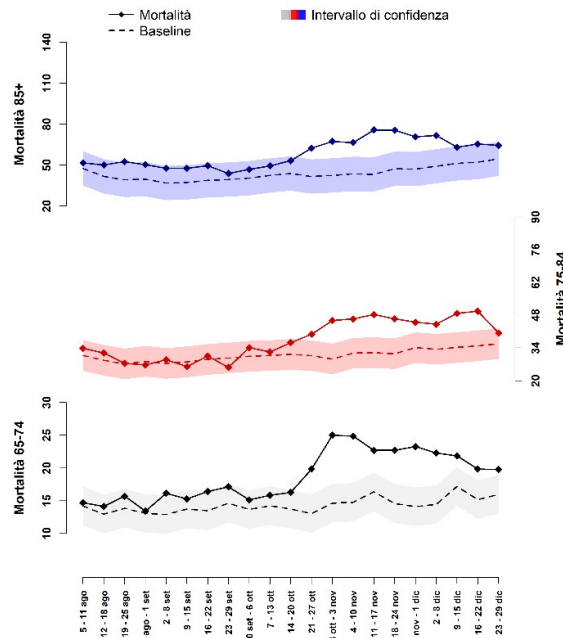 Mortalità
Baseline
Intervallo di confidenza
Mortalità 85+
140
110
80
50
20
Mortalità 75-84
90
76
62
48
34
20
Mortalità 65-74
30
25
20
15
10
5 - 11 ago
12 - 18 ago
19 - 25 ago
ago - 1 set
2 - 8 set
9 - 15 set
16 - 22 set
23 - 29 set
0 set - 6 ott
7 - 13 ott
14 - 20 ott
21 - 27 ott
ott - 3 nov
4 - 10 nov
11 - 17 nov
18 - 24 nov
nov - 1 dic
2 - 8 dic
9 - 15 dic
16 - 22 dic
23 - 29 dic